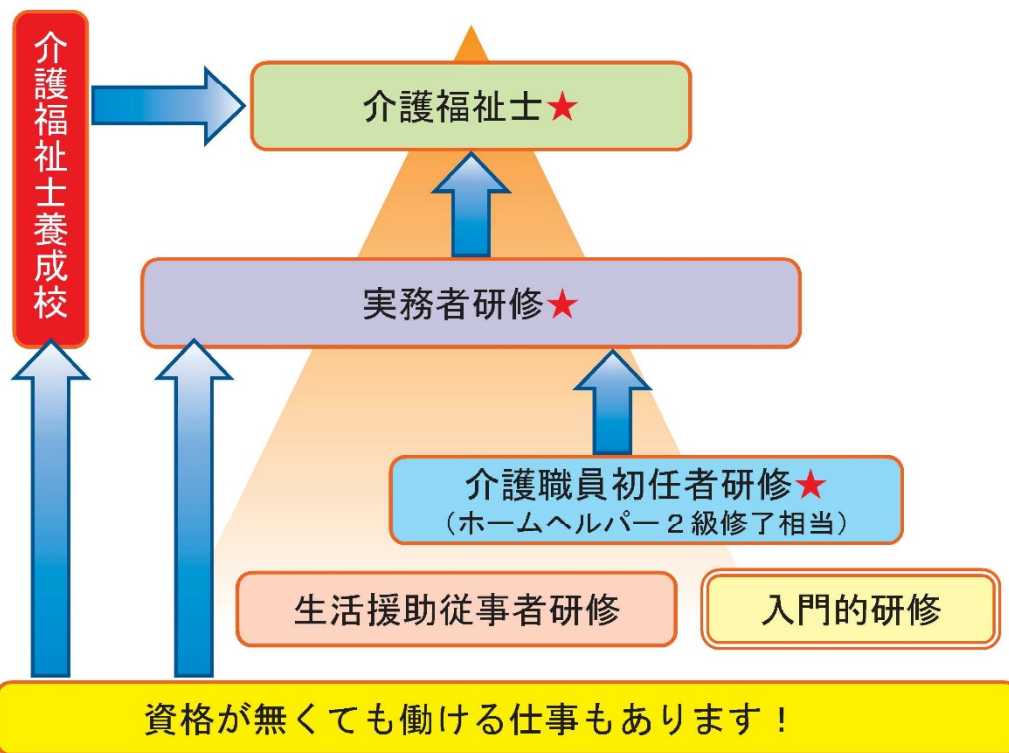 介護福祉士養成校
介護福祉士★
実務者研修★
介護職員初任者研修★
（ホームヘルパー２級修了相当）
生活援助従事者研修
入門的研修
資格が無くても働ける仕事もあります！